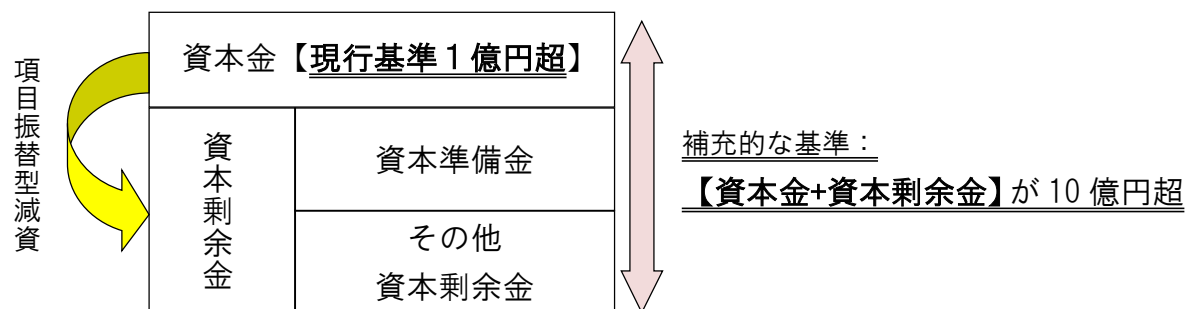 項目振替型減資
資本金【現行基準1億円超】
資本剰余金
資本準備金
その他
資本剰余金
補充的な基準：
【資本金+資本剰余金】が 10 億円超